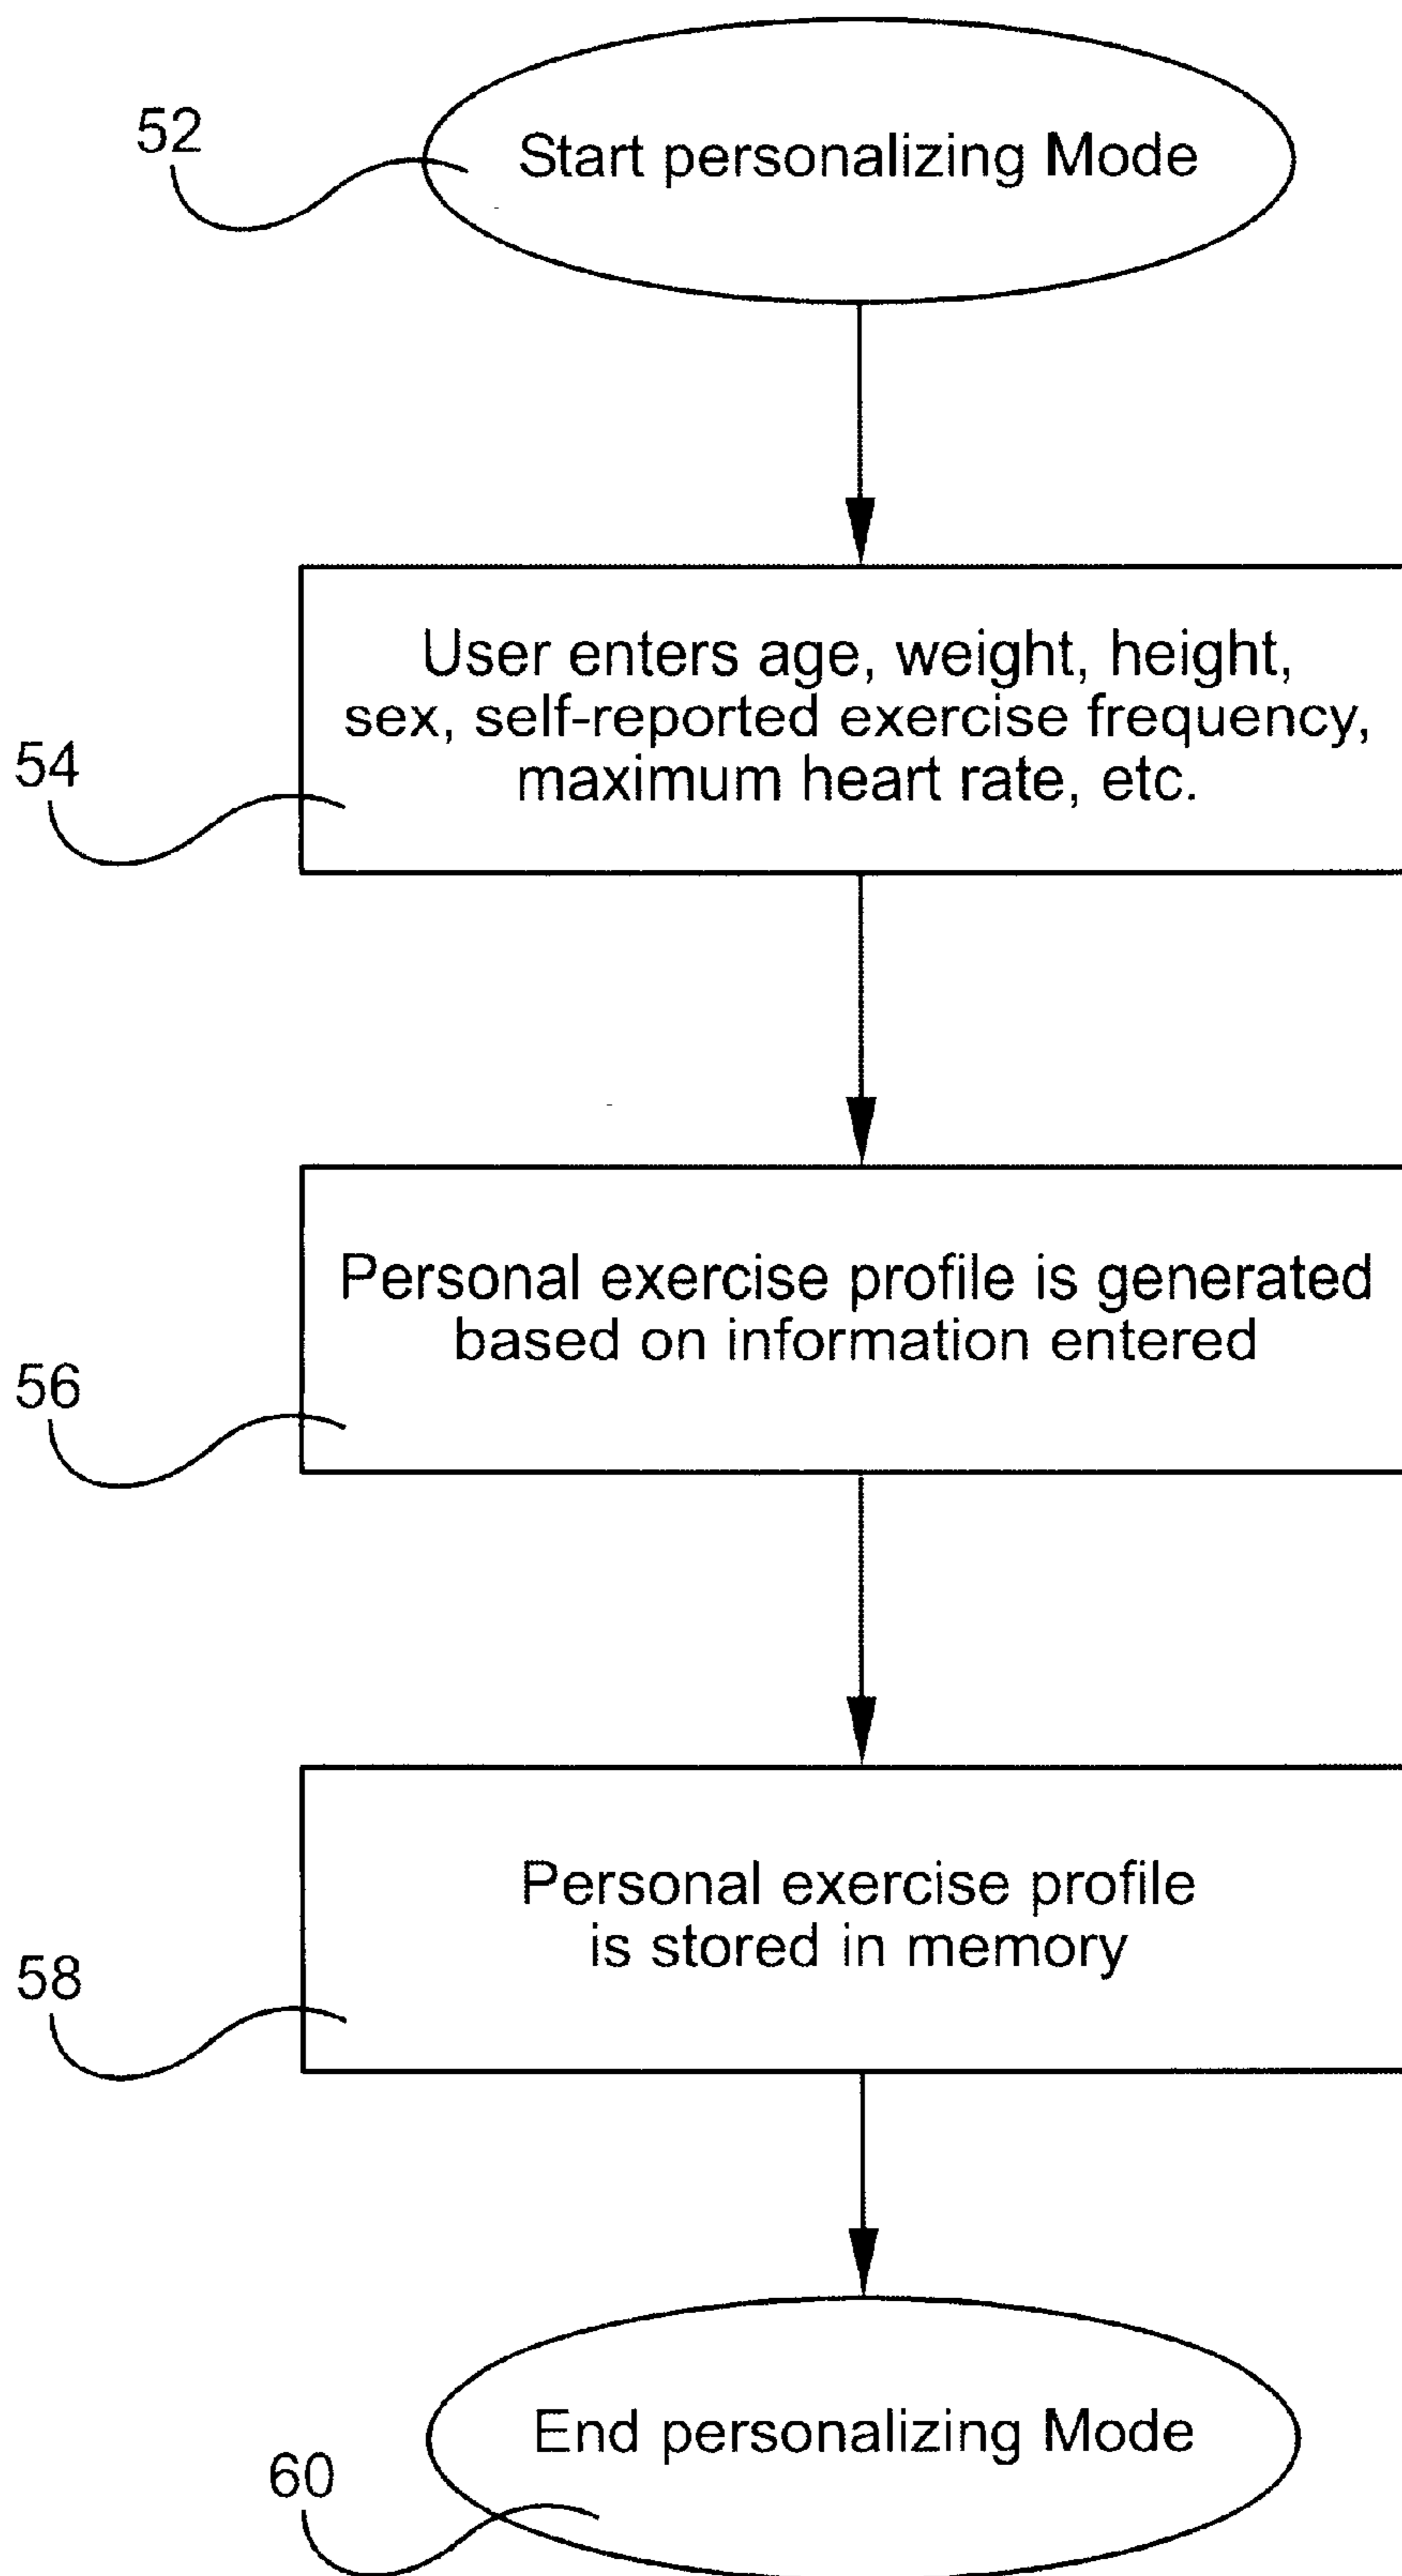 52
Start personalizing Mode
User enters age, weight, height,
sex, self-reported exercise frequency,
maximum heart rate, etc.
54
Personal exercise profile is generated
based on information entered
56
Personal exercise profile
is stored in memory
58
End personalizing Mode
60